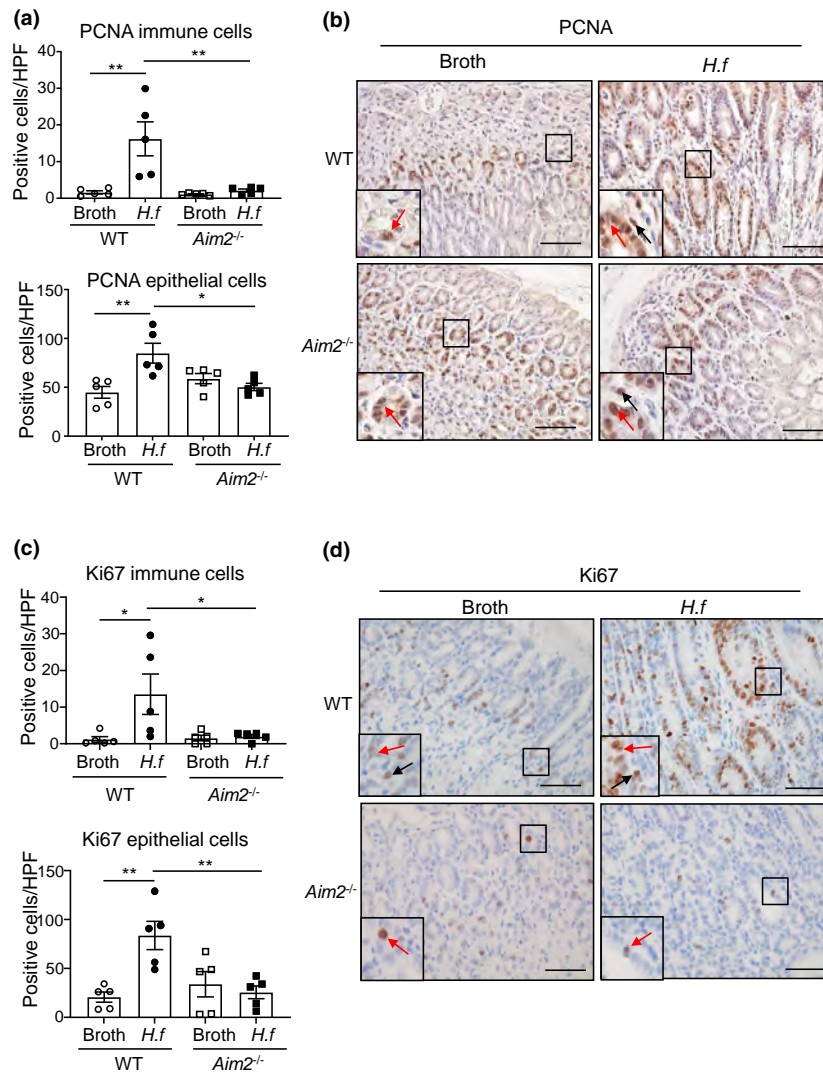 (a)
PCNA immune cells
Positive cells/HPF
40
30
20
10
0
** **
Broth H.f Broth H.f
WT Aim2-/-
PCNA epithelial cells
Positive cells/HPF
150
100
50
0
** *
Broth H.f Broth H.f
WT Aim2-/-
(b)
PCNA
Broth H.f
WT
Aim2-/-
(c)
Ki67 immune cells
Positive cells/HPF
40
30
20
10
0
* *
Broth H.f Broth H.f
WT Aim2-/-
Ki67 epithelial cells
Positive cells/HPF
150
100
50
0
** **
Broth H.f Broth H.f
WT Aim2-/-
(d)
Ki67
Broth H.f
WT
Aim2-/-